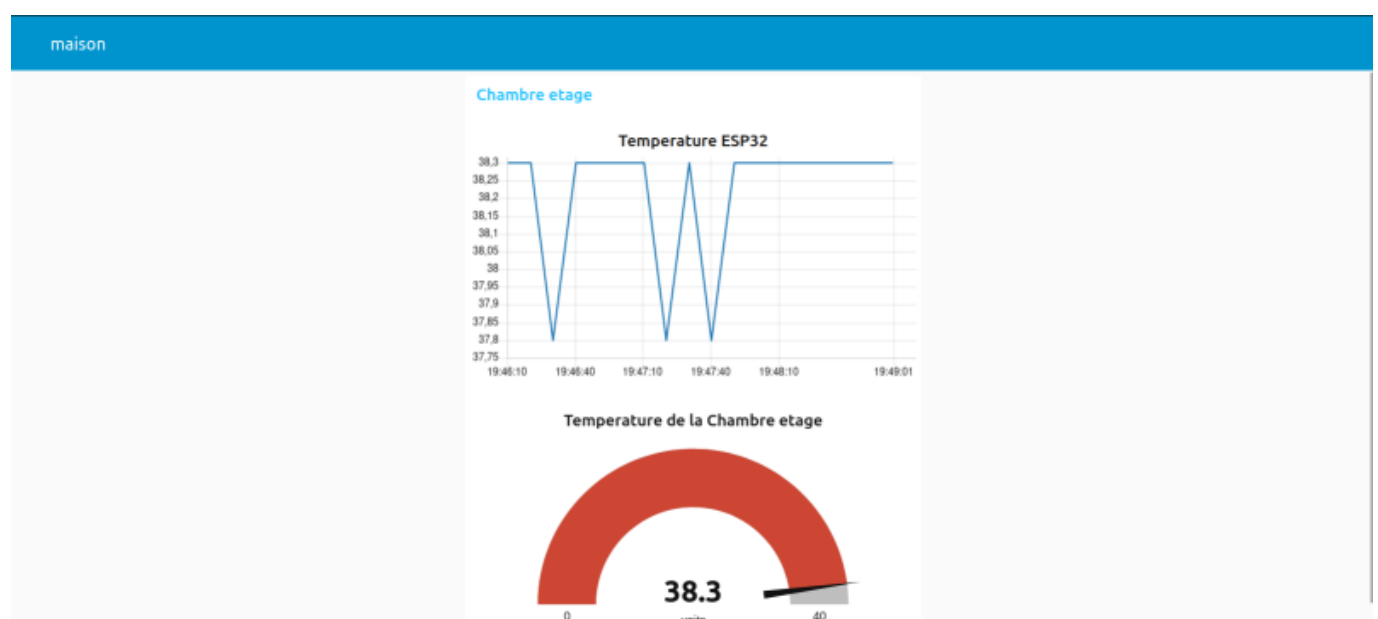 maison
Chambre etage
Temperature ESP32
38,3
38,25
38,2
38,15
38,1
38,05
38
37,95
37,9
37,85
37,8
37,75
19:46:10 19:46:40 19:47:10 19:47:40 19:48:10 19:49:01
Temperature de la Chambre etage
38.3
0 units 40